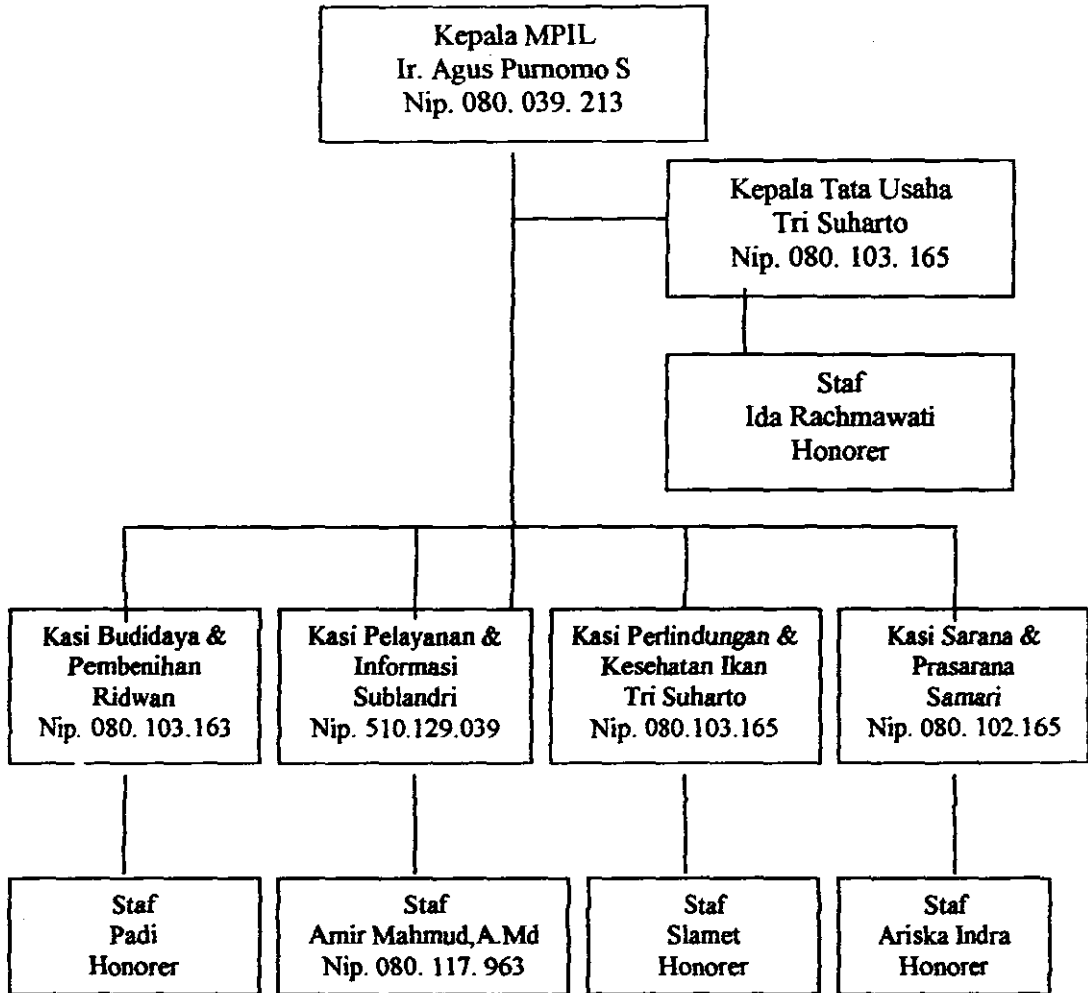 Kepala MPIL
Ir. Agus Purnomo S
Nip. 080. 039. 213
Kepala Tata Usaha
Tri Suharto
Nip. 080. 103. 165
Staf
Ida Rachmawati
Honorer
Kasi Budidaya &
Pembenihan
Ridwan
Nip. 080. 103.163
Kasi Pelayanan &
Informasi
Sublandri
Nip. 510.129.039
Kasi Perlindungan &
Kesehatan Ikan
Tri Suharto
Nip. 080.103.165
Kasi Sarana &
Prasarana
Samari
Nip. 080. 102.165
Staf
Padi
Honorer
Staf
Amir Mahmud,A.Md
Nip. 080. 117. 963
Staf
Slamet
Honorer
Staf
Ariska Indra
Honorer